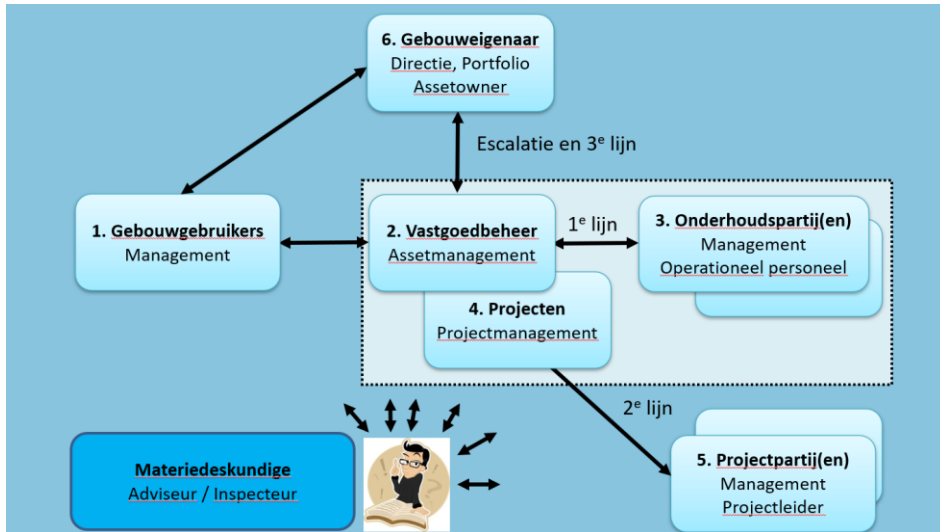 6. Gebouweigenaar
Directie, Portfolio
Assetowner
Escalatie en 3e lijn
1. Gebouwgebruikers
Management
2. Vastgoedbeheer
Assetmanagement
1e lijn
3. Onderhoudspartij(en)
Management
Operationeel personeel
4. Projecten
Projectmanagement
2e lijn
5. Projectpartij(en)
Management
Projectleider
Materiedeskundige
Adviseur / Inspecteur